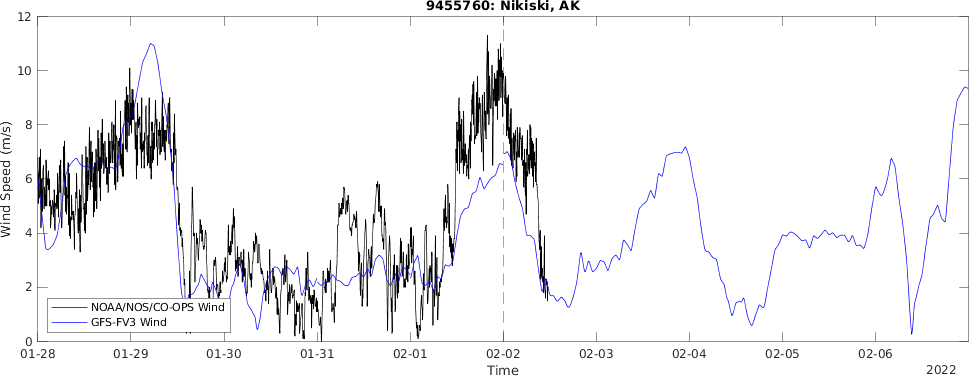 9455760: Nikiski, AK
Wind Speed (m/s)
12
10
8
6
4
2
0
NOAA/NOS/CO-OPS Wind
GFS-FV3 Wind
01-28 01-29 01-30 01-31 02-01 02-02 02-03 02-04 02-05 02-06
Time
2022